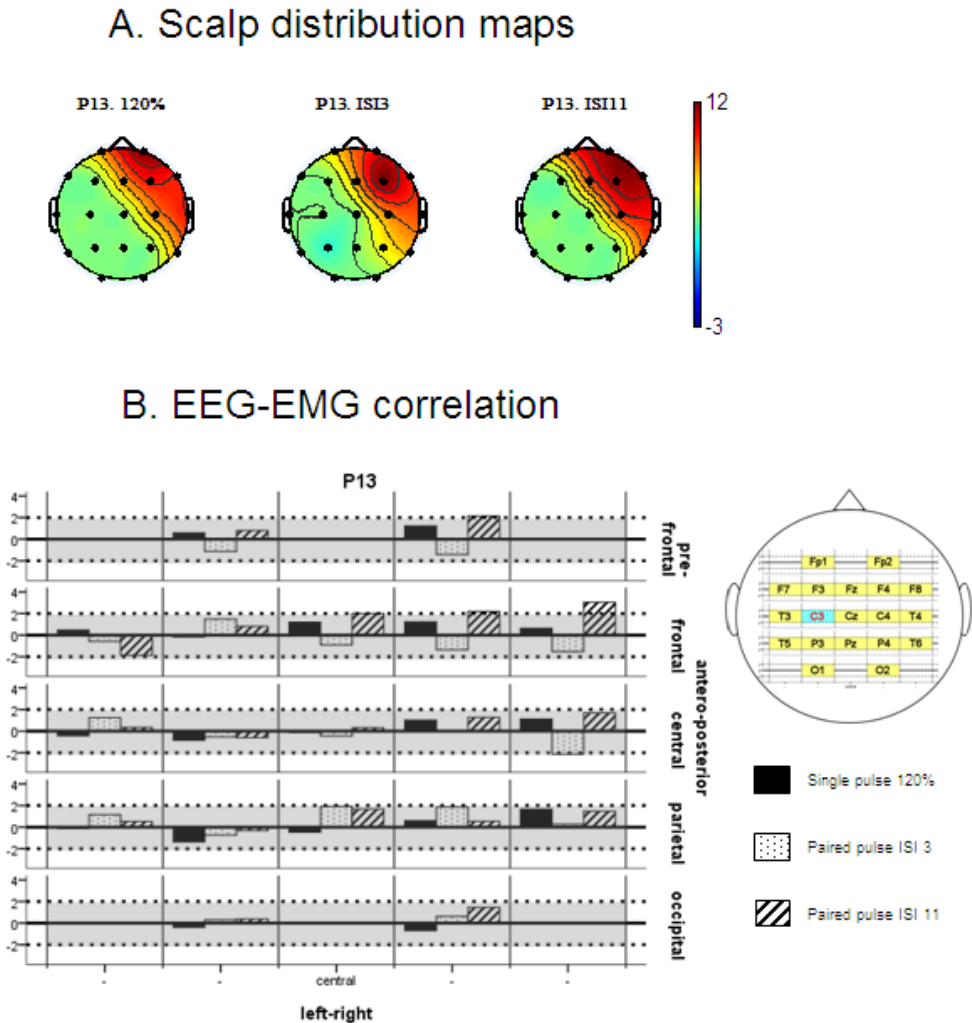 A. Scalp distribution maps
P13. 120%
P13. ISI3
P13. ISI11
12
-3
B. EEG-EMG correlation
P13
4
2
0
-2
pre-
frontal
4
2
0
-2
frontal
4
2
0
-2
central
4
2
0
-2
parietal
4
2
0
-2
occipital
antero-posterior
- - central - -
left-right
Fp1 Fp2
F7 F3 Fz F4 F8
T3 C3 Cz C4 T4
T5 P3 Pz P4 T6
O1 O2
Single pulse 120%
Paired pulse ISI 3
Paired pulse ISI 11